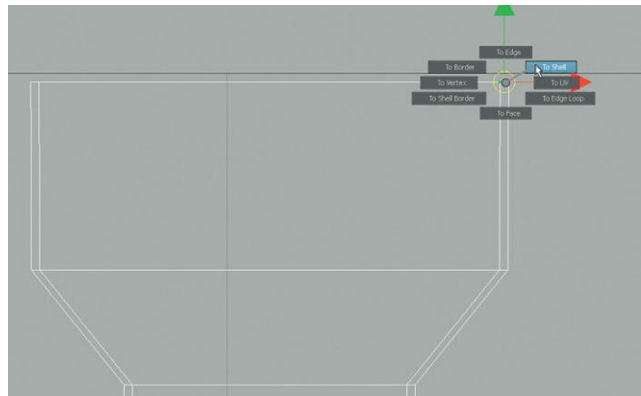 To Edge
To Border
To Shell
To Vertex
To UV
To Shell Border
To Edge Loop
To Face